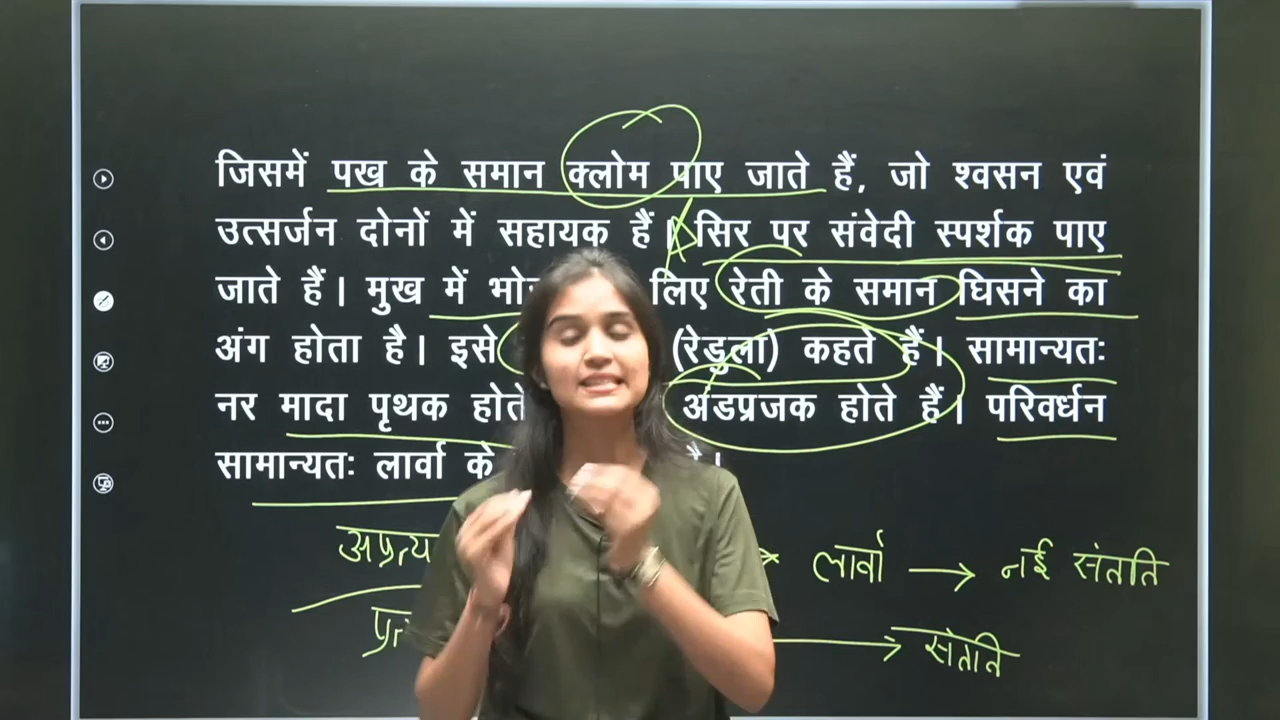 जिसमें पख के समान क्लोम पाए जाते हैं, जो श्वसन एवं
उत्सर्जन दोनों में सहायक हैं। सिर पर संवेदी स्पर्शक पाए
जाते हैं। मुख में लिए रेती के समान घिसने का
अंग होता है। इसे (रेडुला) कहते हैं। सामान्यतः
नर मादा पृथक अंडप्रजक होते हैं। परिवर्धन
सामान्यतः लार्वा के है।
लार्वा → नई संतति
→ संतति